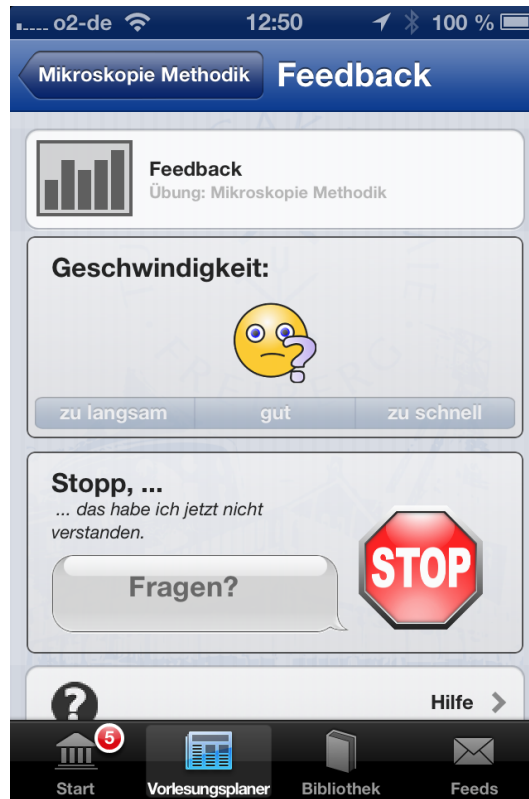 o2-de 12:50 100 %
Mikroskopie Methodik Feedback
Feedback
Übung: Mikroskopie Methodik
Geschwindigkeit:
?
zu langsam gut zu schnell
Stopp, ...
... das habe ich jetzt nicht
verstanden.
STOP
Fragen?
?
Hilfe
5
Start Vorlesungsplaner Bibliothek Feeds